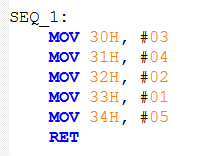 SEQ_1:
MOV 30H, #03
MOV 31H, #04
MOV 32H, #02
MOV 33H, #01
MOV 34H, #05
RET